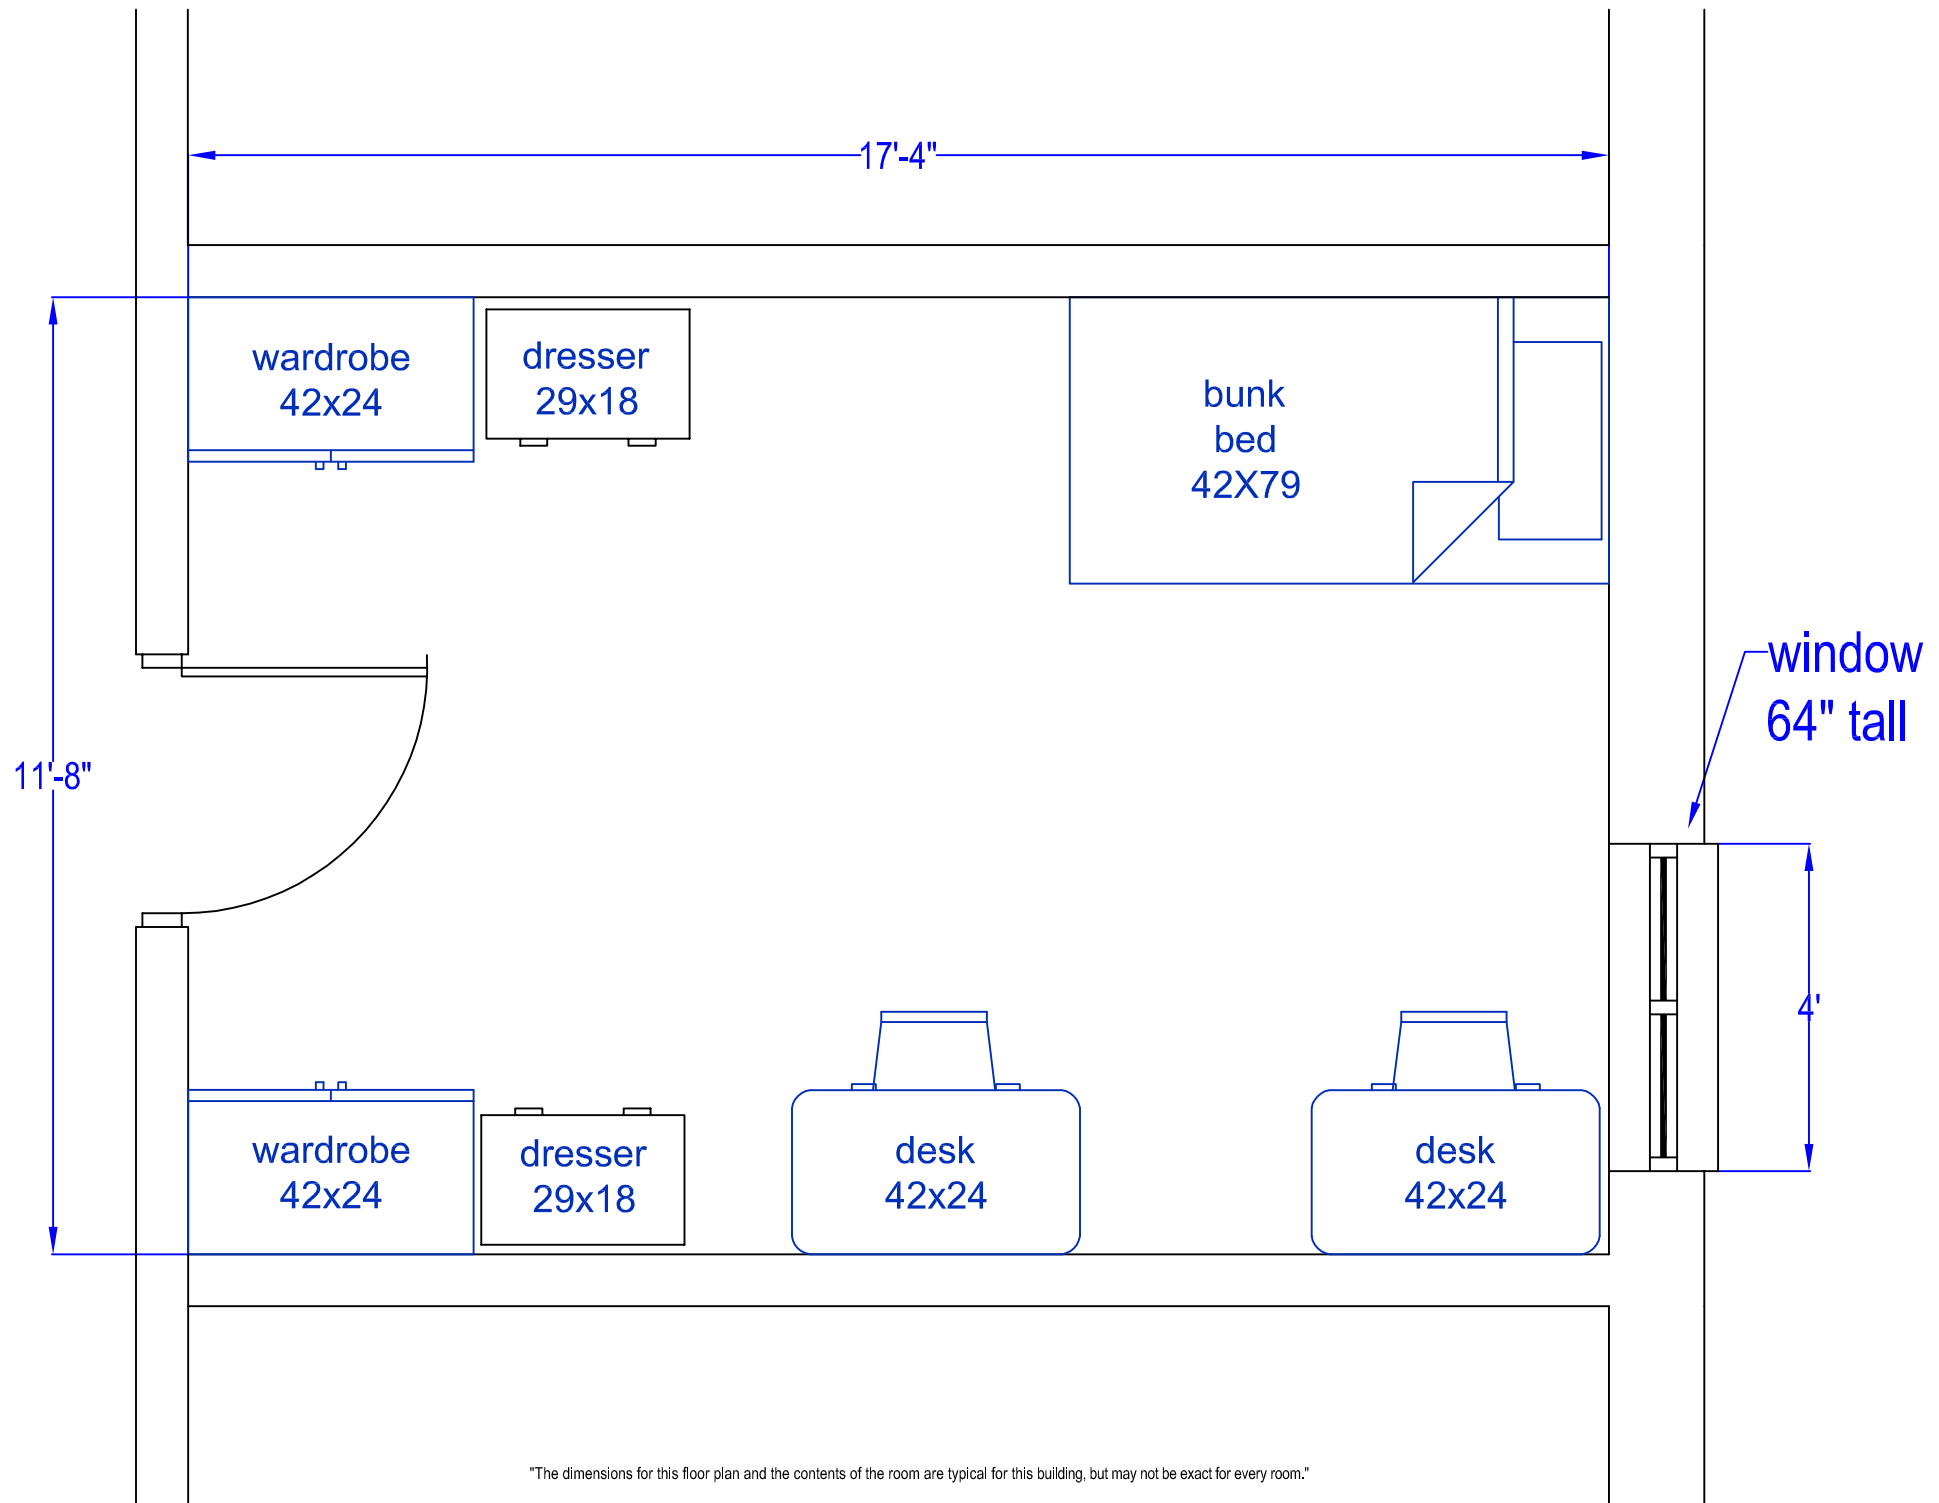 17'-4"
wardrobe
42x24
dresser
29x18
bunk
bed
42X79
window
64" tall
11'-8"
4'
wardrobe
42x24
dresser
29x18
desk
42x24
desk
42x24
"The dimensions for this floor plan and the contents of the room are typical for this building, but may not be exact for every room."